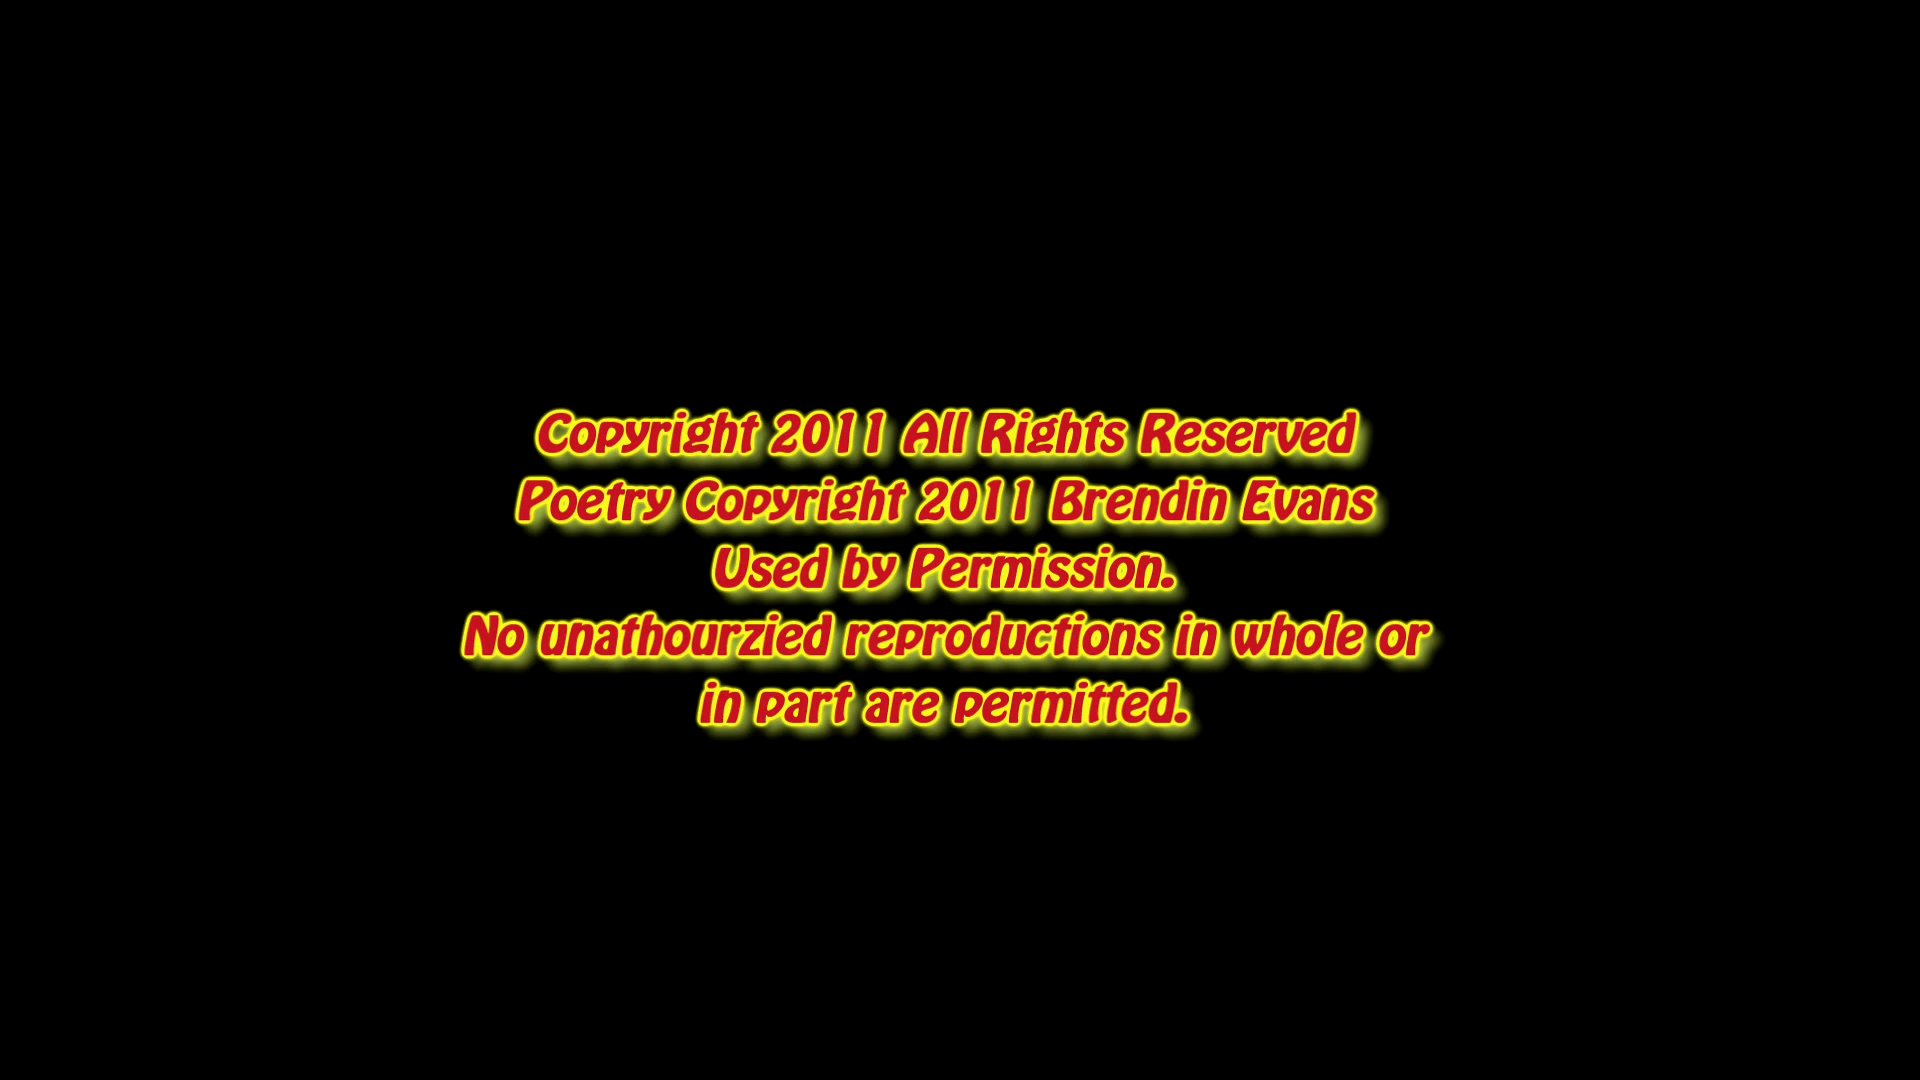 Copyright 2011 All Rights Reserved
Poetry Copyright 2011 Brendin Evans
Used by Permission.
No unathourzied reproductions in whole or
in part are permitted.